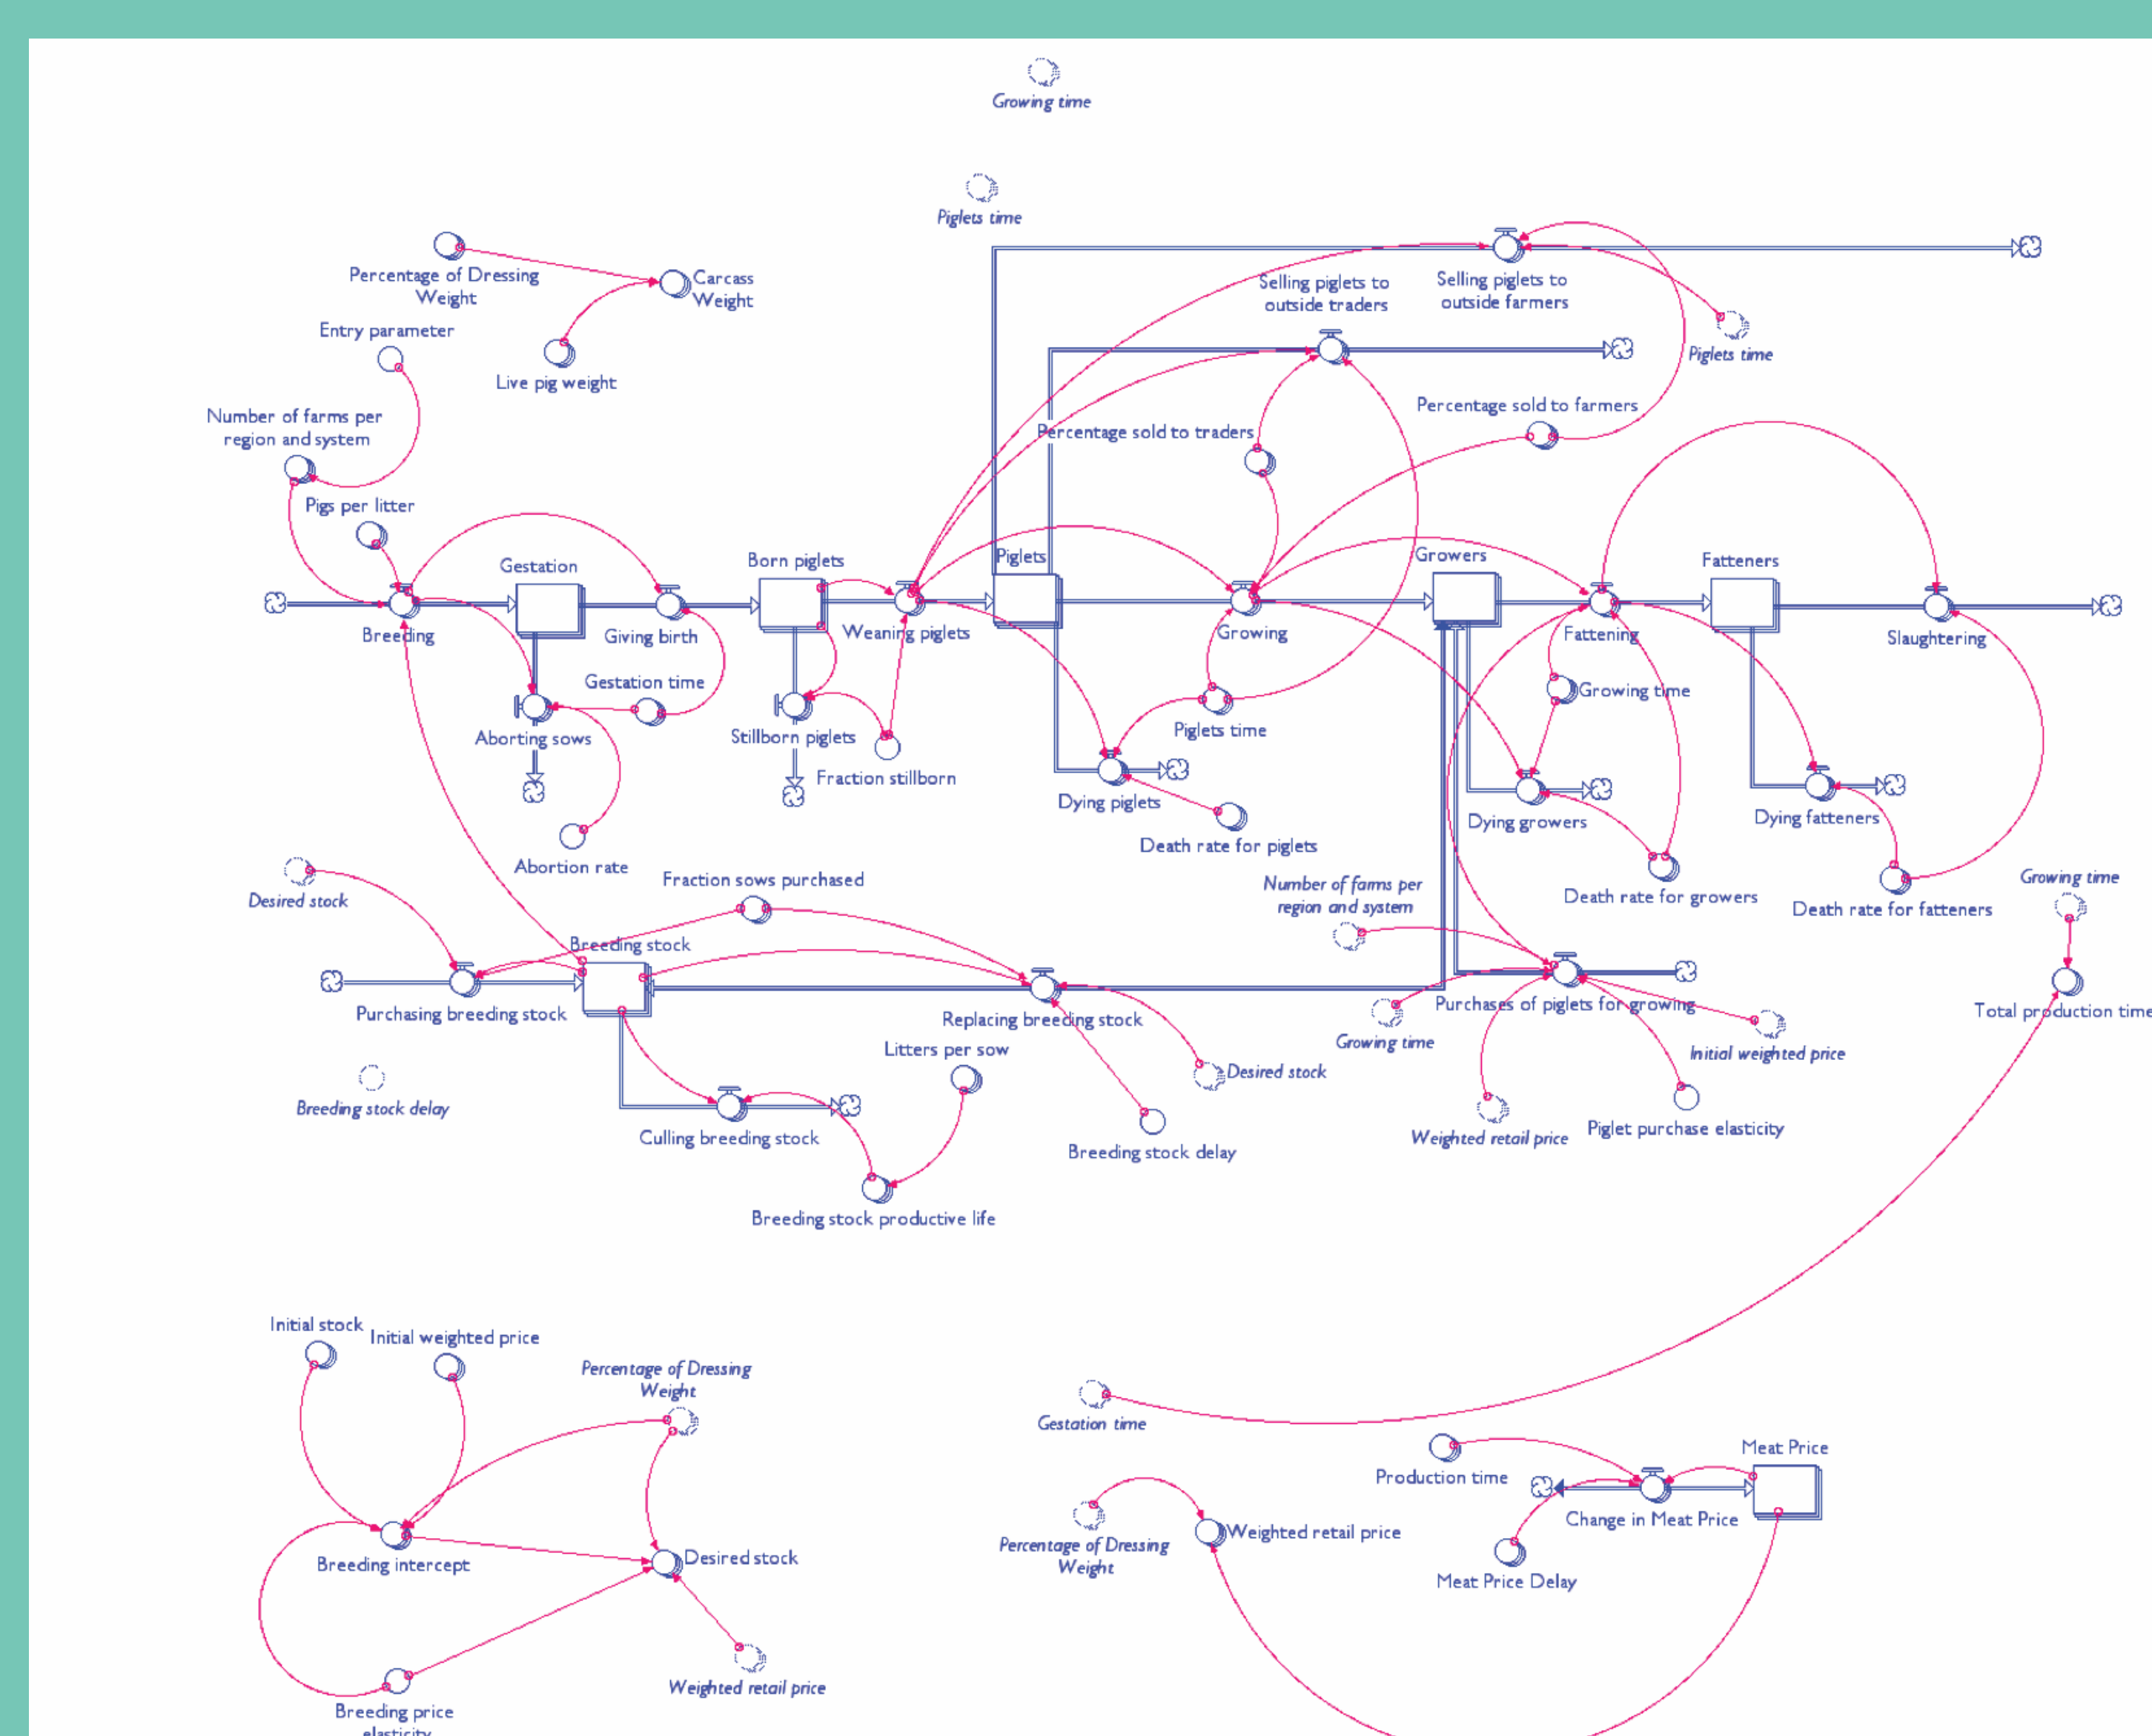 Growing time
Piglets time
Percentage of Dressing
Weight
Carcass
Weight
Selling piglets to
outside traders
Selling piglets to
outside farmers
Entry parameter
Live pig weight
Piglets time
Number of farms per
region and system
Percentage sold to traders
Percentage sold to farmers
Pigs per litter
Gestation
Born piglets
Piglets
Growers
Fatteners
Breeding
Giving birth
Weaning piglets
Growing
Fattening
Slaughtering
Gestation time
Growing time
Aborting sows
Stillborn piglets
Piglets time
Fraction stillborn
Dying piglets
Dying growers
Dying fatteners
Death rate for piglets
Abortion rate
Fraction sows purchased
Desired stock
Number of farms per
region and system
Death rate for growers
Death rate for fatteners
Growing time
Breeding stock
Purchasing breeding stock
Replacing breeding stock
Purchases of piglets for growing
Total production time
Litters per sow
Growing time
Initial weighted price
Desired stock
Breeding stock delay
Culling breeding stock
Breeding stock delay
Weighted retail price
Piglet purchase elasticity
Breeding stock productive life
Initial stock
Initial weighted price
Percentage of Dressing
Weight
Gestation time
Production time
Meat Price
Change in Meat Price
Weighted retail price
Percentage of Dressing
Weight
Breeding intercept
Desired stock
Meat Price Delay
Weighted retail price
Breeding price
elasticity